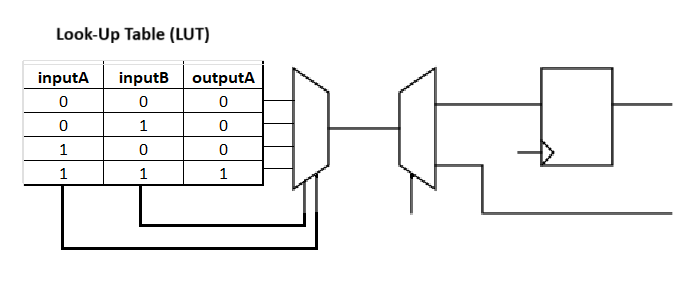 Look-Up Table (LUT)
inputA inputB outputA
0 0 0
0 1 0
1 0 0
1 1 1